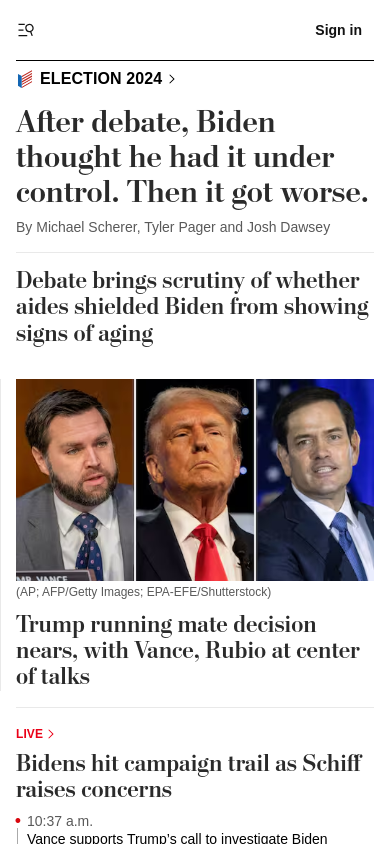 Sign in
ELECTION 2024
After debate, Biden
thought he had it under
control. Then it got worse.
By Michael Scherer, Tyler Pager and Josh Dawsey
Debate brings scrutiny of whether
aides shielded Biden from showing
signs of aging
MR. VANCE
(AP; AFP/Getty Images; EPA-EFE/Shutterstock)
Trump running mate decision
nears, with Vance, Rubio at center
of talks
LIVE
Bidens hit campaign trail as Schiff
raises concerns
10:37 a.m.
Vance supports Trump’s call to investigate Biden